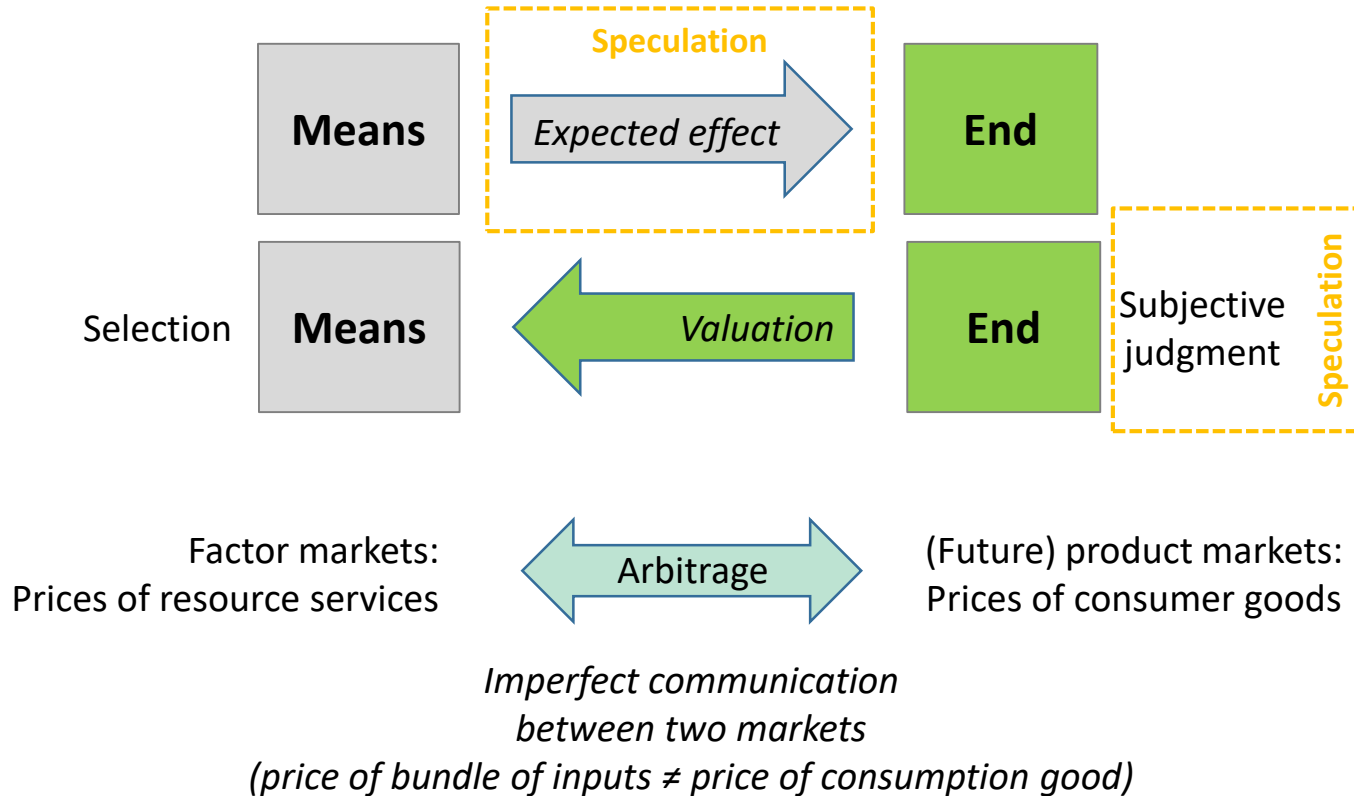 Speculation
Means
Expected effect
End
Selection
Means
Valuation
End
Subjective
judgment
Speculation
Factor markets:
Prices of resource services
Arbitrage
(Future) product markets:
Prices of consumer goods
Imperfect communication
between two markets
(price of bundle of inputs ≠ price of consumption good)